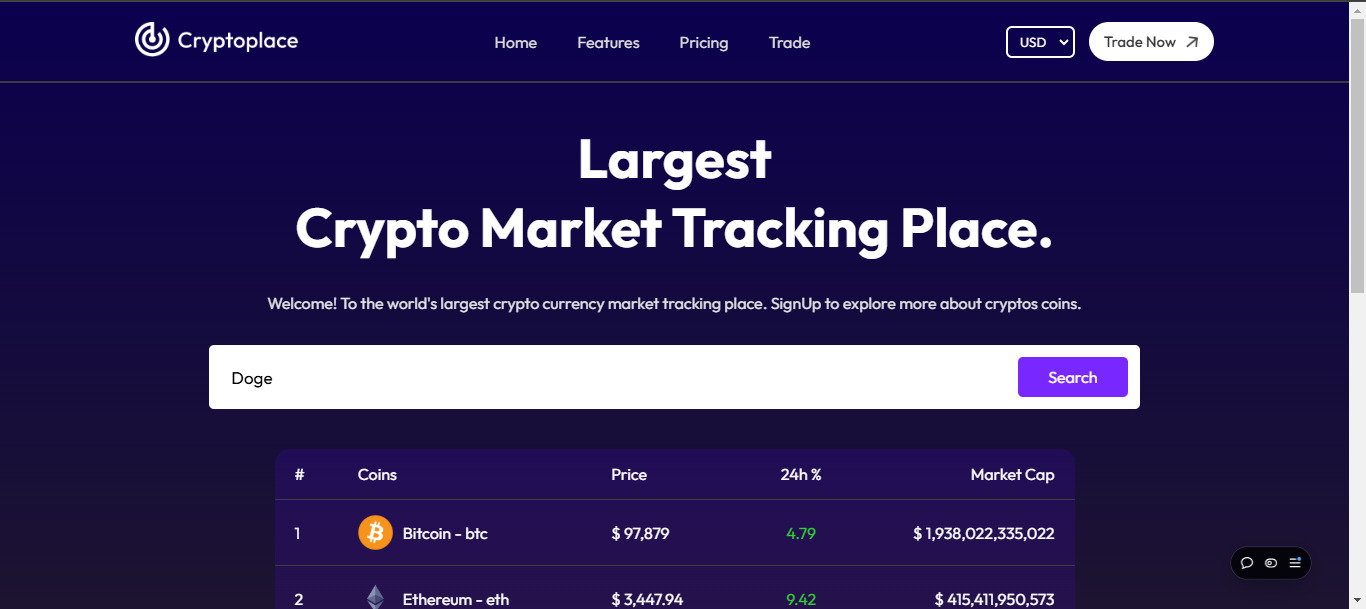 Cryptoplace
Home Features Pricing Trade
USD Trade Now
Largest
Crypto Market Tracking Place.
Welcome! To the world's largest crypto currency market tracking place. SignUp to explore more about cryptos coins.
Doge Search
# Coins Price 24h % Market Cap
1 Bitcoin - btc $ 97,879 4.79 $ 1,938,022,335,022
2 Ethereum - eth $ 3,447.94 9.42 $ 415,411,950,573